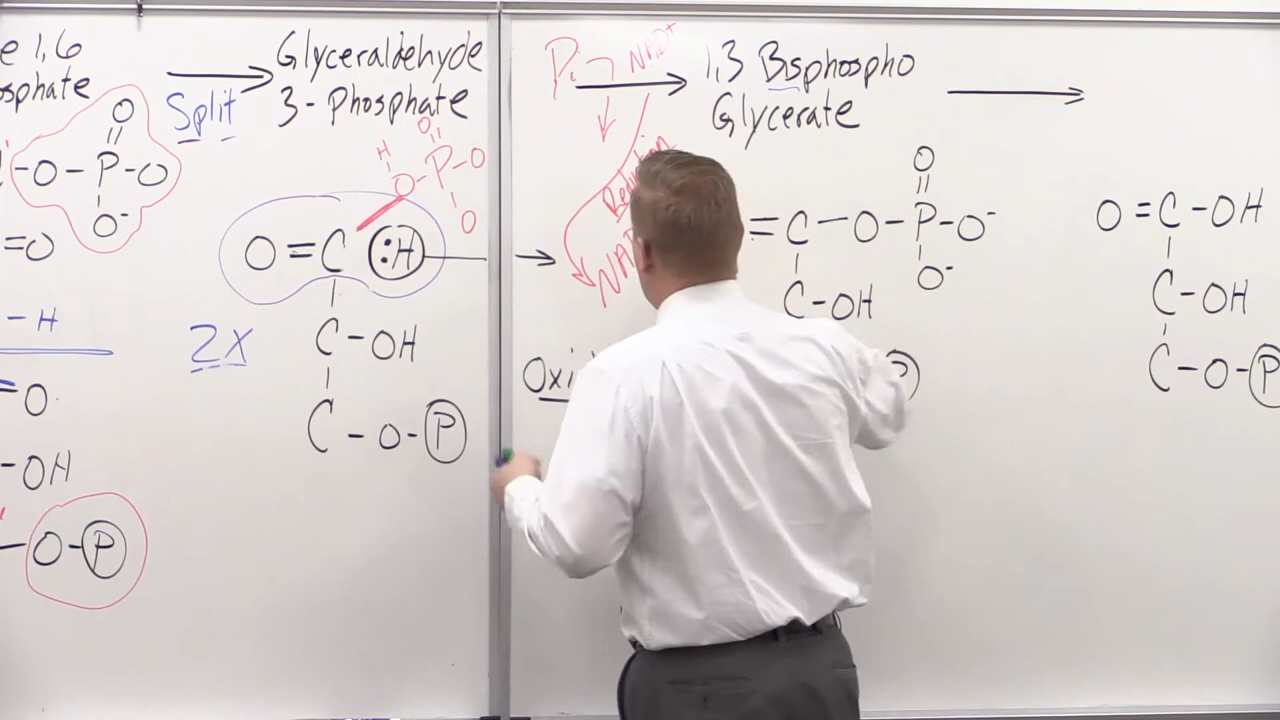 e 1,6
osphate
O
-O-P-O
O⁻
=O
-H
=O
-OH
-O-P
Split
Glyceraldehyde
3-Phosphate
O
H
O-P-O
O
O=C :H
2X
C-OH
C-O-P
Pi NAD⁺
Oxi
1,3 Bisphospho
Glycerate
O
=C-O-P-O⁻
O⁻
C-OH
O=C-OH
C-OH
C-O-P